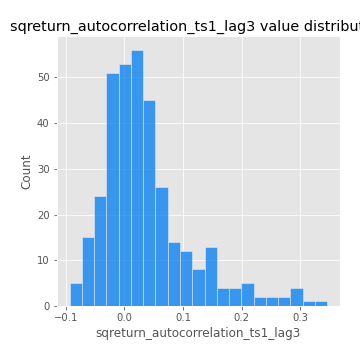 sqreturn_autocorrelation_ts1_lag3 value distribut
50
40
30
20
10
0
Count
−0.1 0.0 0.1 0.2 0.3
sqreturn_autocorrelation_ts1_lag3